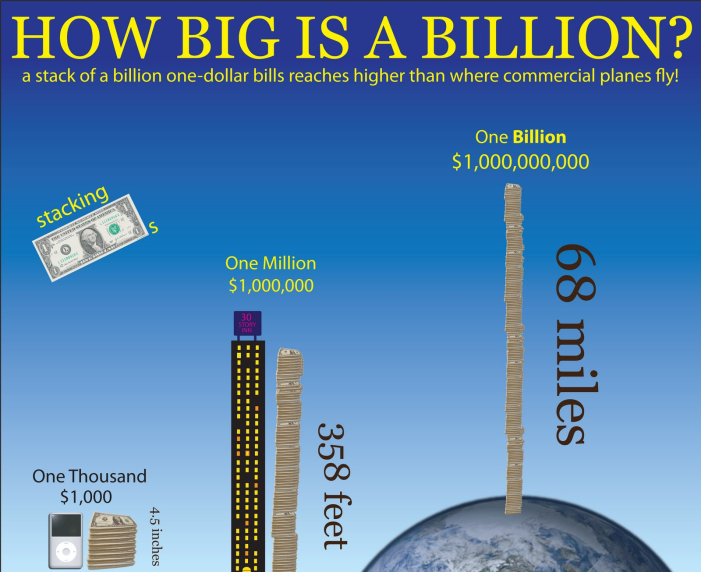 HOW BIG IS A BILLION?
a stack of a billion one-dollar bills reaches higher than where commercial planes fly!
One Billion
$1,000,000,000
stacking
s
68 miles
One Million
$1,000,000
30
STORY
INN
358 feet
One Thousand
$1,000
4.5 inches